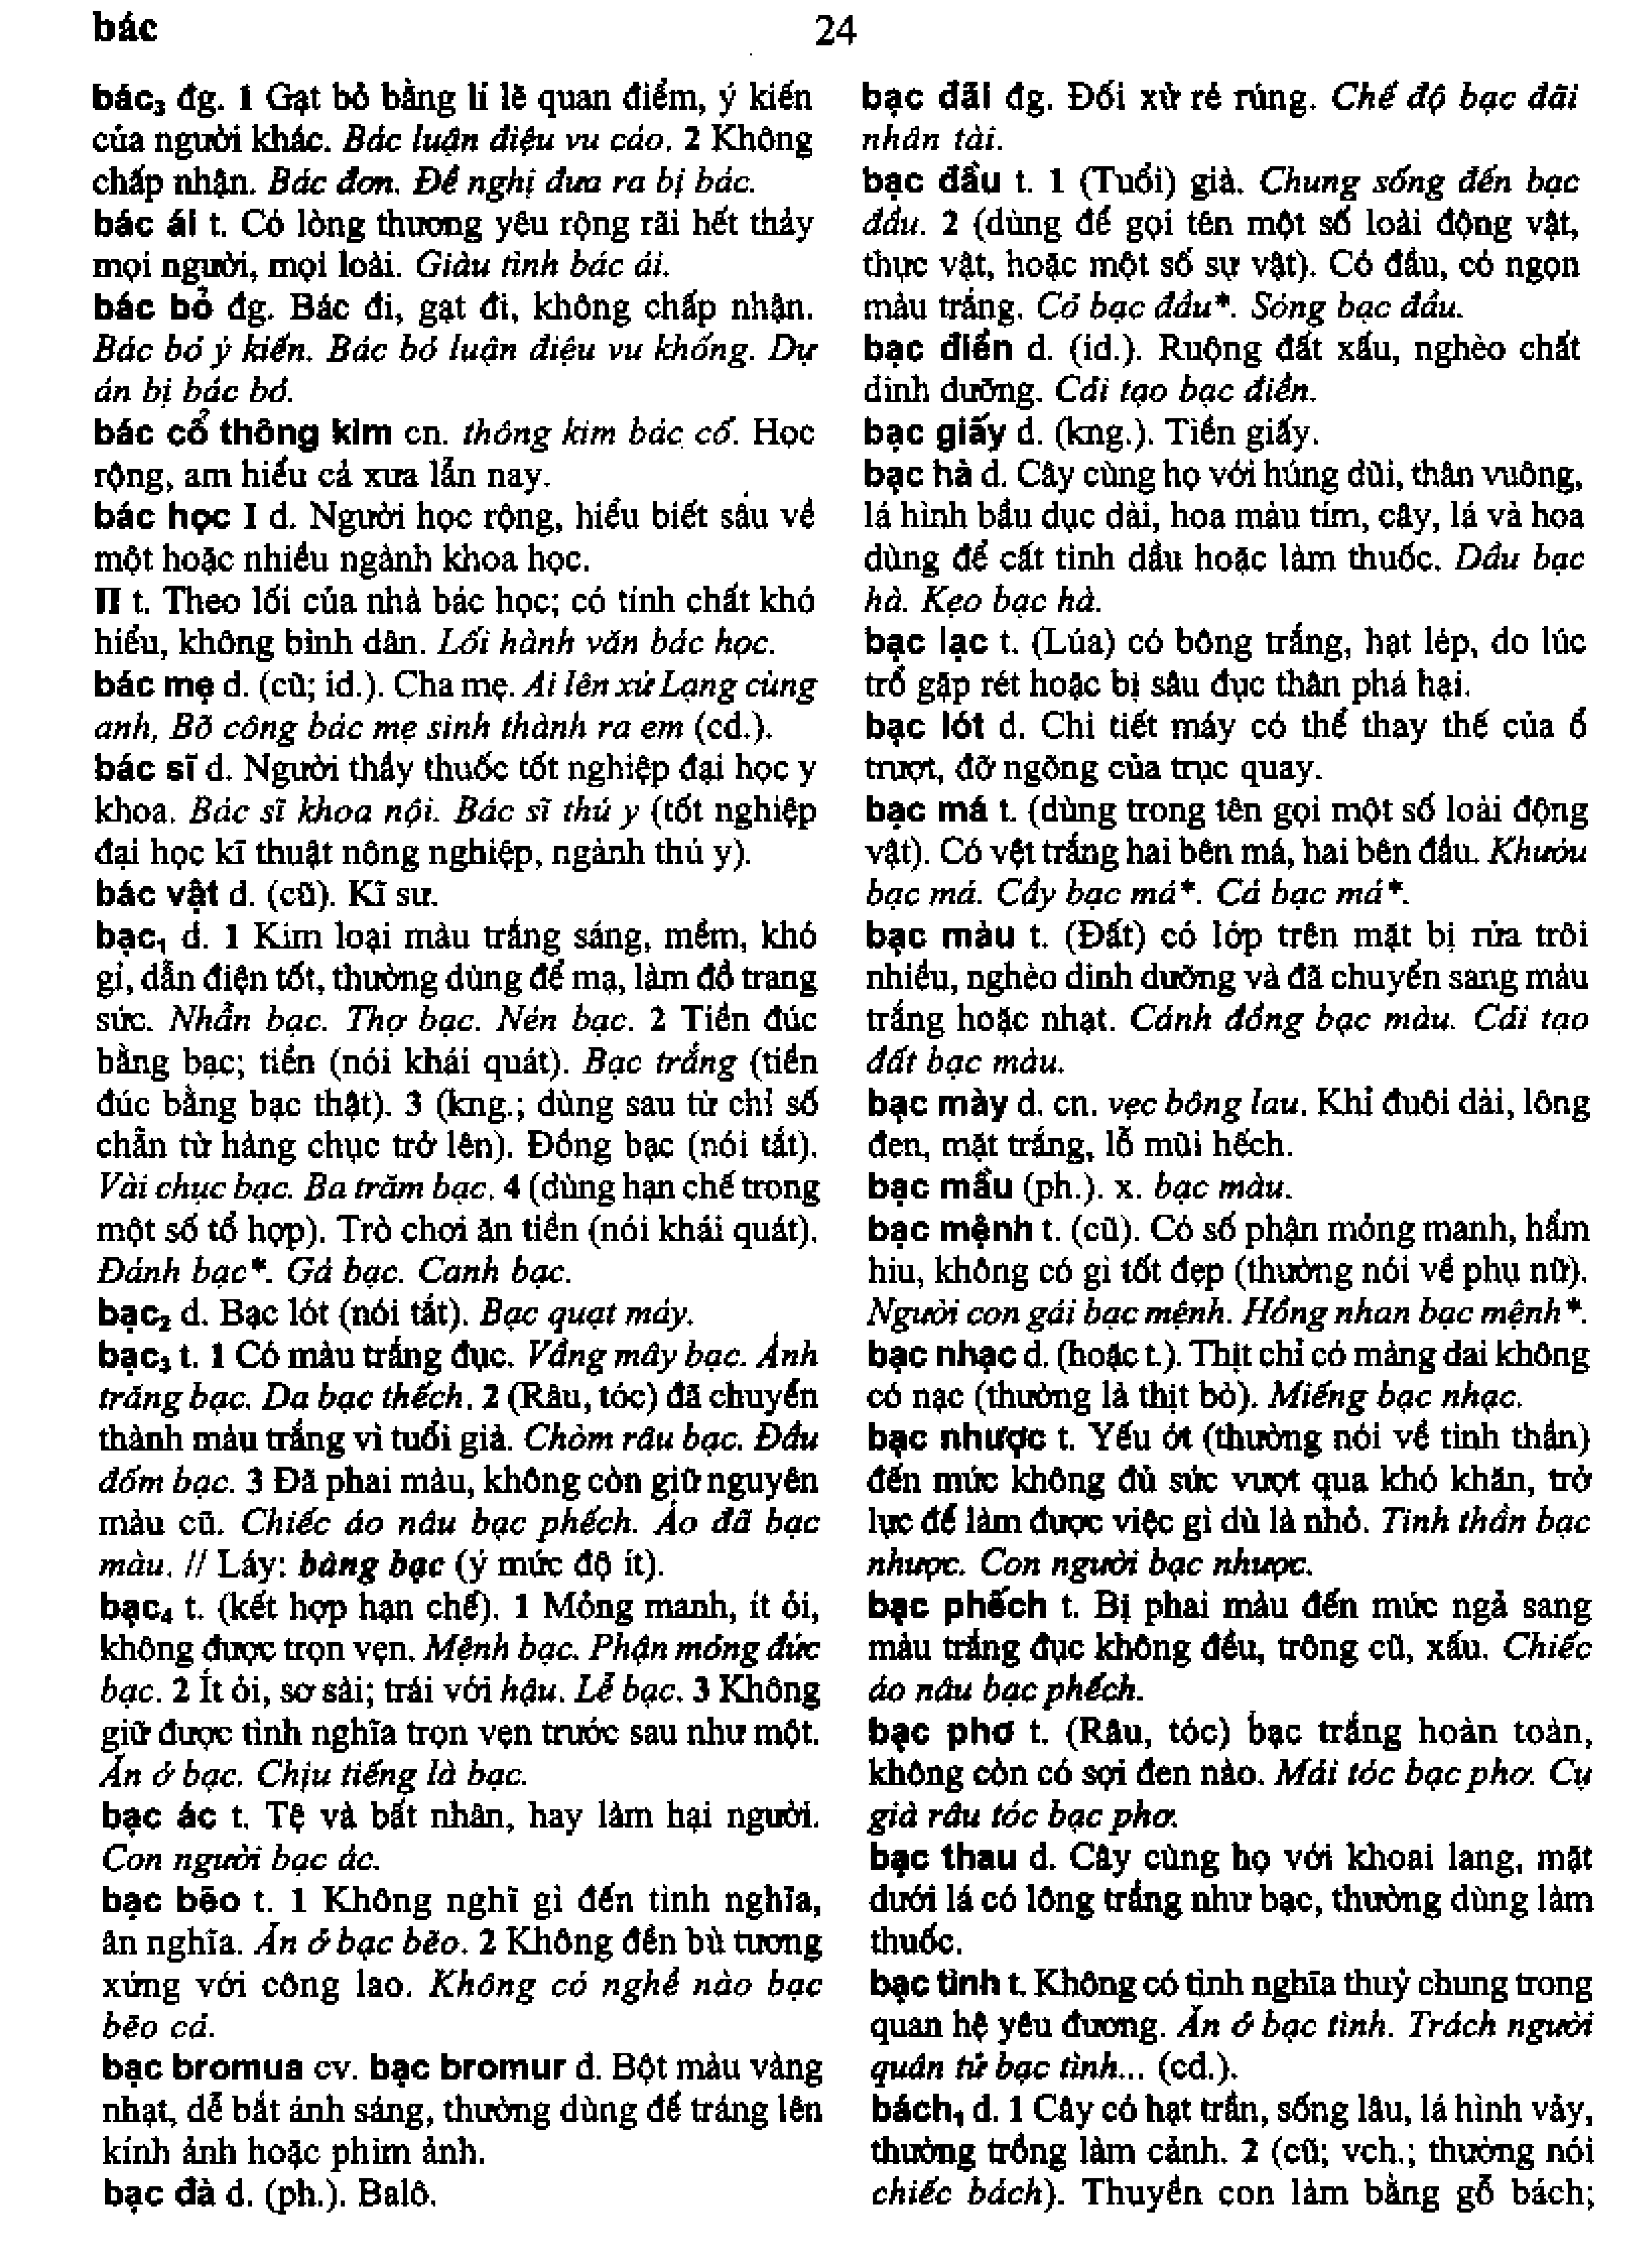 bác
24
bác₃ đg. 1 Gạt bỏ bằng lí lẽ quan điểm, ý kiến
của người khác. Bác luận điệu vu cáo. 2 Không
chấp nhận. Bác đơn. Đề nghị đưa ra bị bác.
bác ái t. Có lòng thương yêu rộng rãi hết thảy
mọi người, mọi loài. Giàu tình bác ái.
bác bỏ đg. Bác đi, gạt đi, không chấp nhận.
Bác bỏ ý kiến. Bác bỏ luận điệu vu khống. Dự
án bị bác bỏ.
bác cổ thông kim cn. thông kim bác cổ. Học
rộng, am hiểu cả xưa lẫn nay.
bác học I d. Người học rộng, hiểu biết sâu về
một hoặc nhiều ngành khoa học.
II t. Theo lối của nhà bác học; có tính chất khó
hiểu, không bình dân. Lối hành văn bác học.
bác mẹ d. (cũ; id.). Cha mẹ. Ai lên xứ Lạng cùng
anh, Bõ công bác mẹ sinh thành ra em (cd.).
bác sĩ d. Người thầy thuốc tốt nghiệp đại học y
khoa. Bác sĩ khoa nội. Bác sĩ thú y (tốt nghiệp
đại học kĩ thuật nông nghiệp, ngành thú y).
bác vật d. (cũ). Kĩ sư.
bạc₁ d. 1 Kim loại màu trắng sáng, mềm, khó
gỉ, dẫn điện tốt, thường dùng để mạ, làm đồ trang
sức. Nhẫn bạc. Thợ bạc. Nén bạc. 2 Tiền đúc
bằng bạc; tiền (nói khái quát). Bạc trắng (tiền
đúc bằng bạc thật). 3 (kng.; dùng sau từ chỉ số
chẵn từ hàng chục trở lên). Đồng bạc (nói tắt).
Vài chục bạc. Ba trăm bạc. 4 (dùng hạn chế trong
một số tổ hợp). Trò chơi ăn tiền (nói khái quát).
Đánh bạc*. Gá bạc. Canh bạc.
bạc₂ d. Bạc lót (nói tắt). Bạc quạt máy.
bạc₃ t. 1 Có màu trắng đục. Vầng mây bạc. Ánh
trăng bạc. Da bạc thếch. 2 (Râu, tóc) đã chuyển
thành màu trắng vì tuổi già. Chòm râu bạc. Đầu
đốm bạc. 3 Đã phai màu, không còn giữ nguyên
màu cũ. Chiếc áo nâu bạc phếch. Áo đã bạc
màu. // Láy: bàng bạc (ý mức độ ít).
bạc₄ t. (kết hợp hạn chế). 1 Mỏng manh, ít ỏi,
không được trọn vẹn. Mệnh bạc. Phận mỏng đức
bạc. 2 Ít ỏi, sơ sài; trái với hậu. Lễ bạc. 3 Không
giữ được tình nghĩa trọn vẹn trước sau như một.
Ăn ở bạc. Chịu tiếng là bạc.
bạc ác t. Tệ và bất nhân, hay làm hại người.
Con người bạc ác.
bạc bẽo t. 1 Không nghĩ gì đến tình nghĩa,
ân nghĩa. Ăn ở bạc bẽo. 2 Không đền bù tương
xứng với công lao. Không có nghề nào bạc
bẽo cả.
bạc bromua cv. bạc bromur d. Bột màu vàng
nhạt, dễ bắt ánh sáng, thường dùng để tráng lên
kính ảnh hoặc phim ảnh.
bạc đà d. (ph.). Balô.
bạc đãi đg. Đối xử rẻ rúng. Chế độ bạc đãi
nhân tài.
bạc đầu t. 1 (Tuổi) già. Chung sống đến bạc
đầu. 2 (dùng để gọi tên một số loài động vật,
thực vật, hoặc một số sự vật). Có đầu, có ngọn
màu trắng. Cỏ bạc đầu*. Sóng bạc đầu.
bạc điền d. (id.). Ruộng đất xấu, nghèo chất
dinh dưỡng. Cải tạo bạc điền.
bạc giấy d. (kng.). Tiền giấy.
bạc hà d. Cây cùng họ với húng dũi, thân vuông,
lá hình bầu dục dài, hoa màu tím, cây, lá và hoa
dùng để cất tinh dầu hoặc làm thuốc. Dầu bạc
hà. Kẹo bạc hà.
bạc lạc t. (Lúa) có bông trắng, hạt lép, do lúc
trổ gặp rét hoặc bị sâu đục thân phá hại.
bạc lót d. Chi tiết máy có thể thay thế của ổ
trượt, đỡ ngõng của trục quay.
bạc má t. (dùng trong tên gọi một số loài động
vật). Có vệt trắng hai bên má, hai bên đầu. Khướu
bạc má. Cầy bạc má*. Cá bạc má*.
bạc màu t. (Đất) có lớp trên mặt bị rửa trôi
nhiều, nghèo dinh dưỡng và đã chuyển sang màu
trắng hoặc nhạt. Cánh đồng bạc màu. Cải tạo
đất bạc màu.
bạc mày d. cn. vẹc bông lau. Khỉ đuôi dài, lông
đen, mặt trắng, lỗ mũi hếch.
bạc mầu (ph.). x. bạc màu.
bạc mệnh t. (cũ). Có số phận mỏng manh, hẩm
hiu, không có gì tốt đẹp (thường nói về phụ nữ).
Người con gái bạc mệnh. Hồng nhan bạc mệnh*.
bạc nhạc d. (hoặc t.). Thịt chỉ có màng dai không
có nạc (thường là thịt bò). Miếng bạc nhạc.
bạc nhược t. Yếu ớt (thường nói về tinh thần)
đến mức không đủ sức vượt qua khó khăn, trở
lực để làm được việc gì dù là nhỏ. Tinh thần bạc
nhược. Con người bạc nhược.
bạc phếch t. Bị phai màu đến mức ngả sang
màu trắng đục không đều, trông cũ, xấu. Chiếc
áo nâu bạc phếch.
bạc phơ t. (Râu, tóc) bạc trắng hoàn toàn,
không còn có sợi đen nào. Mái tóc bạc phơ. Cụ
già râu tóc bạc phơ.
bạc thau d. Cây cùng họ với khoai lang, mặt
dưới lá có lông trắng như bạc, thường dùng làm
thuốc.
bạc tình t. Không có tình nghĩa thuỷ chung trong
quan hệ yêu đương. Ăn ở bạc tình. Trách người
quân tử bạc tình... (cd.).
bách₁ d. 1 Cây có hạt trần, sống lâu, lá hình vảy,
thường trồng làm cảnh. 2 (cũ; vch.; thường nói
chiếc bách). Thuyền con làm bằng gỗ bách;